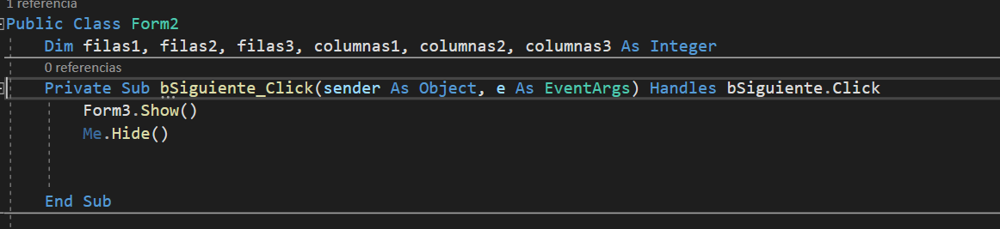 1 referencia
Public Class Form2
Dim filas1, filas2, filas3, columnas1, columnas2, columnas3 As Integer
0 referencias
Private Sub bSiguiente_Click(sender As Object, e As EventArgs) Handles bSiguiente.Click
Form3.Show()
Me.Hide()
End Sub